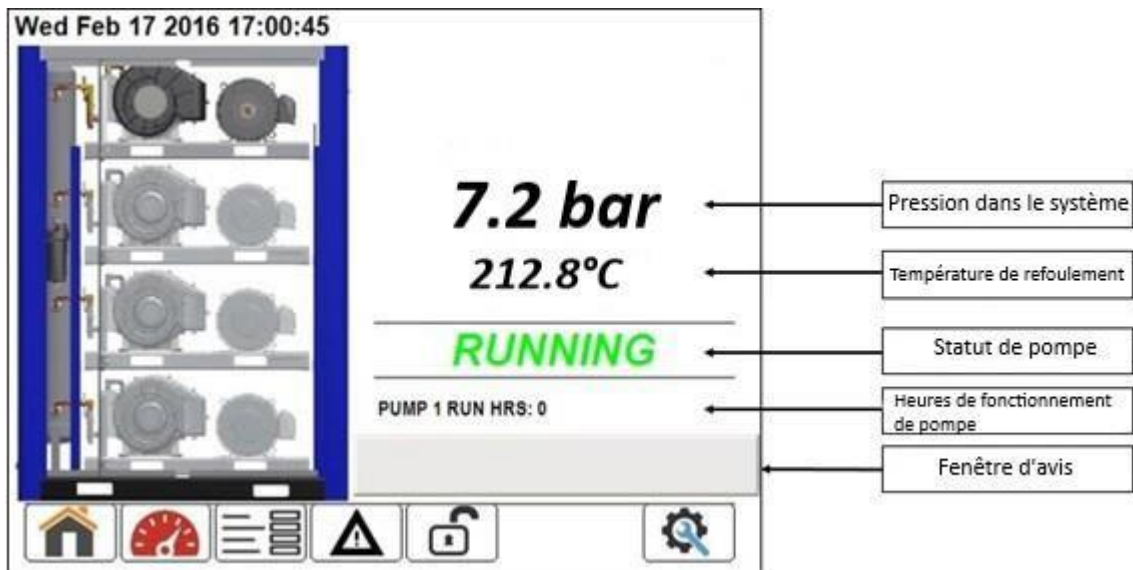 Wed Feb 17 2016 17:00:45
7.2 bar
212.8°C
RUNNING
PUMP 1 RUN HRS: 0
Pression dans le système
Température de refoulement
Statut de pompe
Heures de fonctionnement
de pompe
Fenêtre d'avis